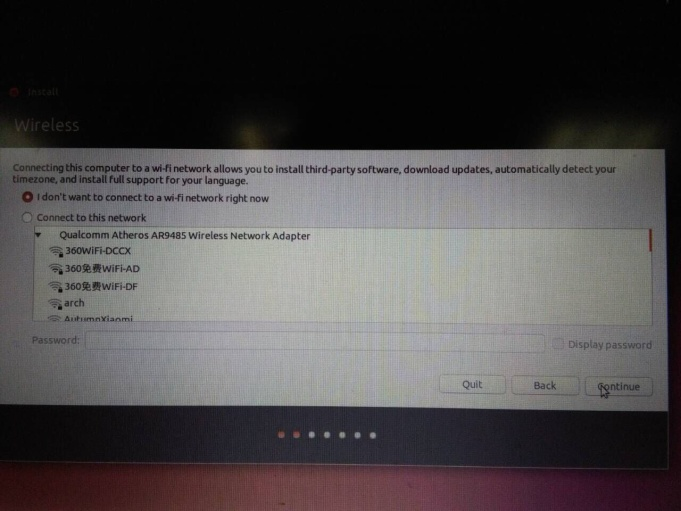 Install
Wireless
Connecting this computer to a wi-fi network allows you to install third-party software, download updates, automatically detect your
timezone, and install full support for your language.
I don't want to connect to a wi-fi network right now
Connect to this network
Qualcomm Atheros AR9485 Wireless Network Adapter
360WiFi-DCCX
360免费WiFi-AD
360免费WiFi-DF
arch
AutumnXiaomi
Password:
Display password
Quit
Back
Continue